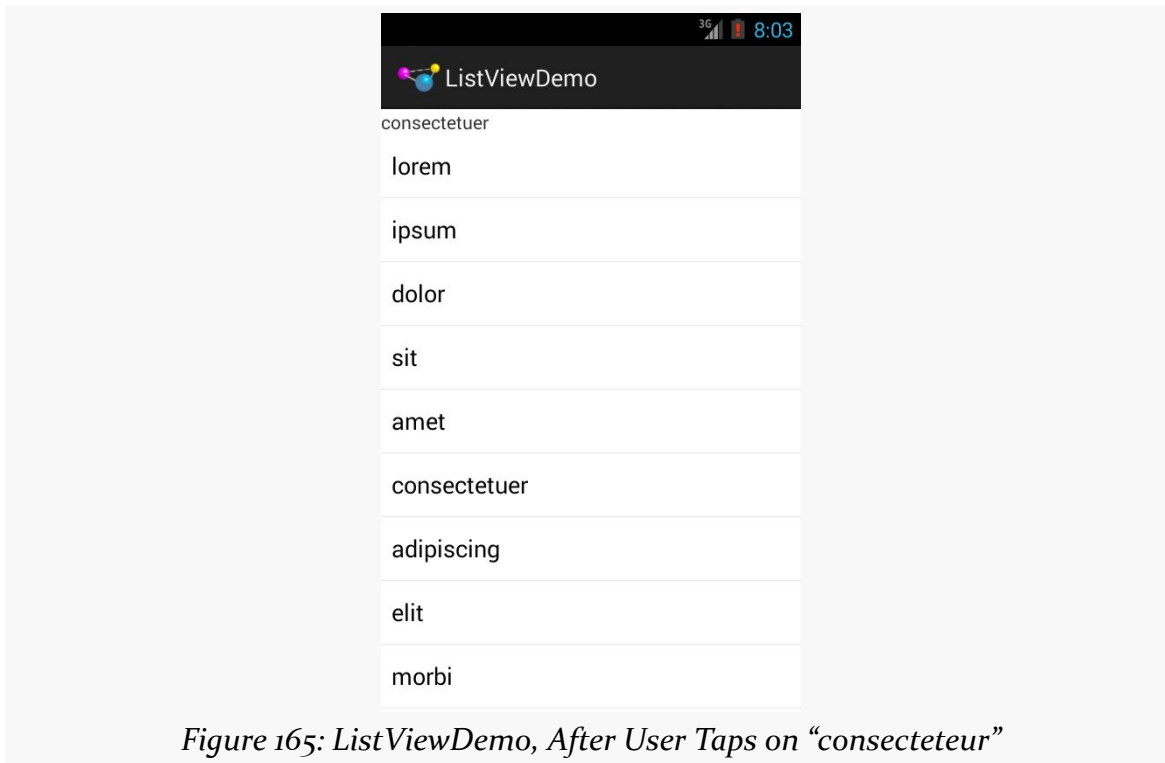 3G 8:03
ListViewDemo
consectetuer
lorem
ipsum
dolor
sit
amet
consectetuer
adipiscing
elit
morbi
Figure 165: ListViewDemo, After User Taps on “consecteteur”